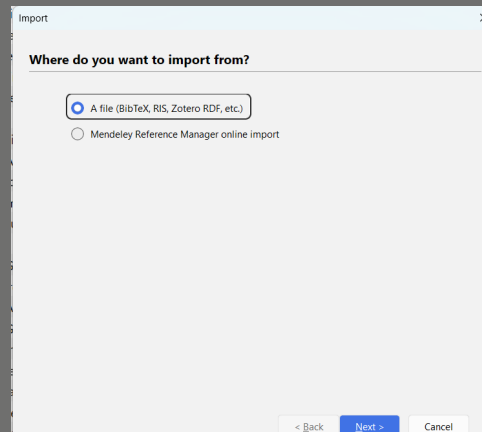 Import
Where do you want to import from?
A file (BibTeX, RIS, Zotero RDF, etc.)
Mendeley Reference Manager online import
< Back Next > Cancel